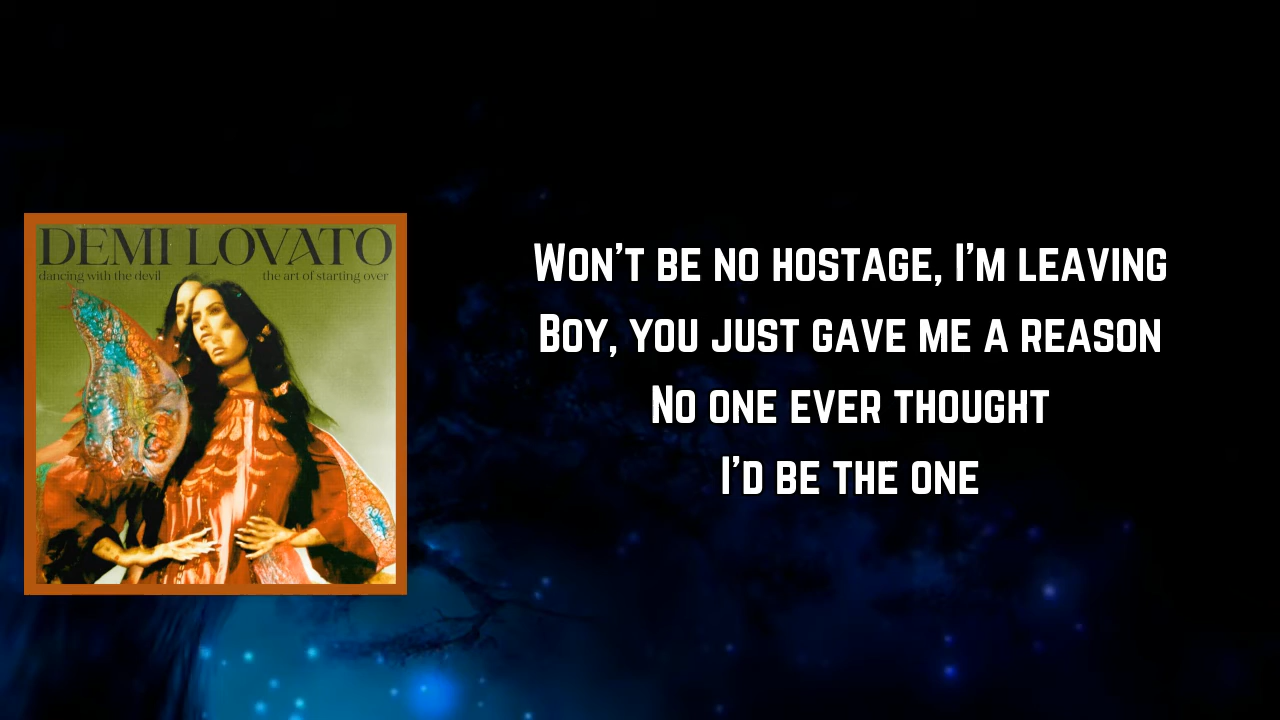 DEMI LOVATO
dancing with the devil the art of starting over
Won't be no hostage, I'm leaving
Boy, you just gave me a reason
No one ever thought
I'd be the one